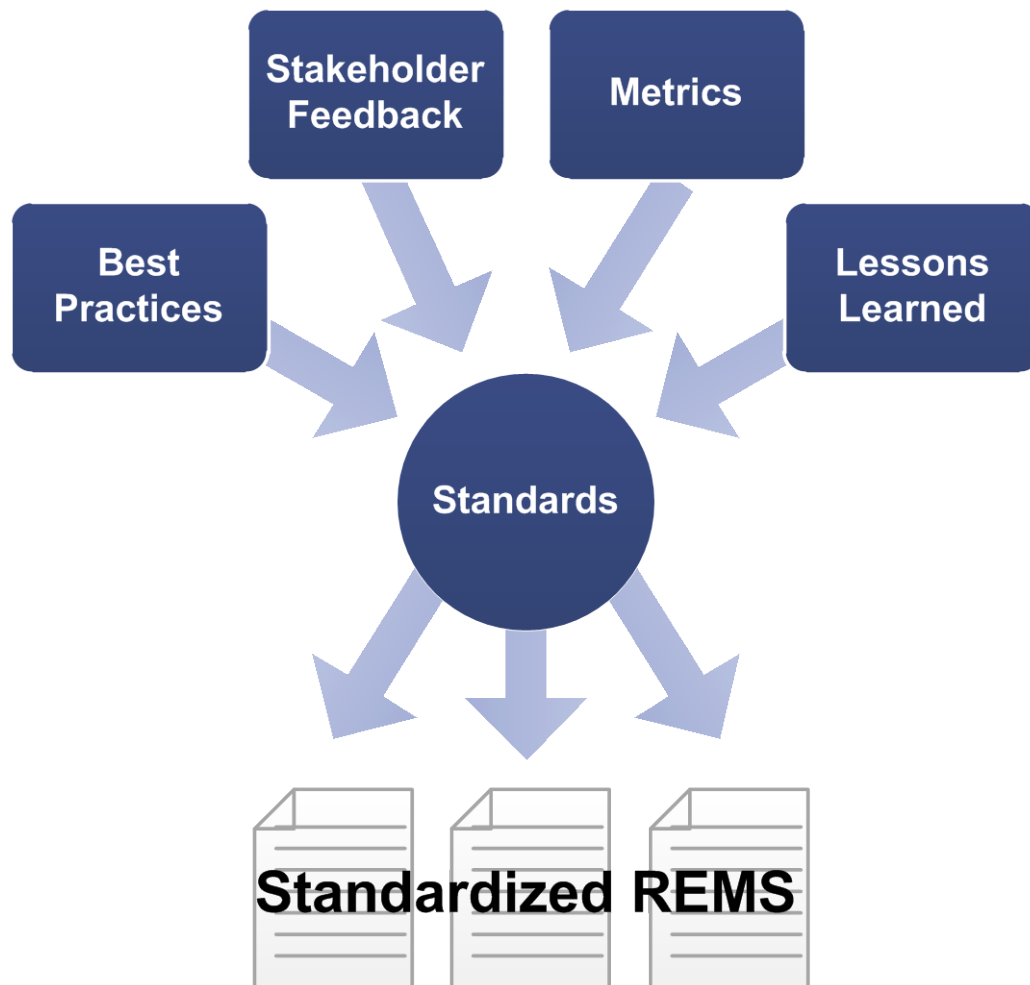 Stakeholder
Feedback
Metrics
Best
Practices
Lessons
Learned
Standards
Standardized REMS